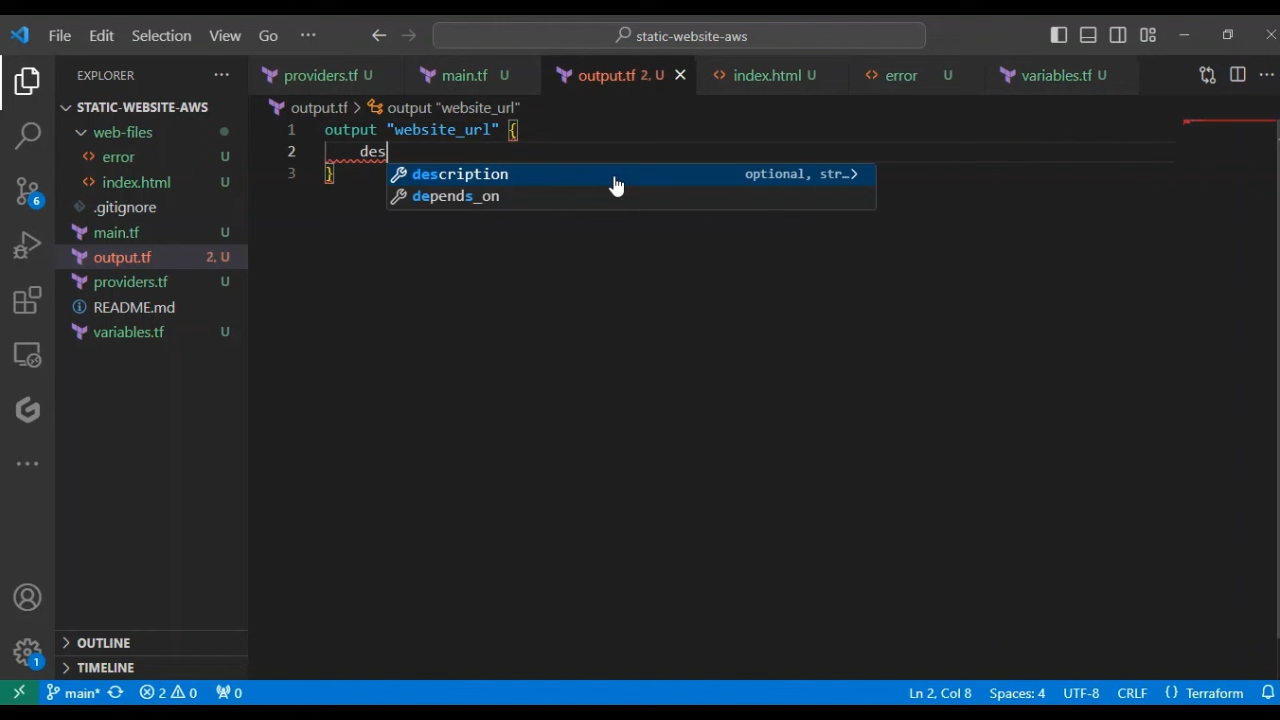 File Edit Selection View Go ··· static-website-aws
EXPLORER ···
STATIC-WEBSITE-AWS
web-files
error U
index.html U
.gitignore
main.tf U
output.tf 2, U
providers.tf U
README.md
variables.tf U
OUTLINE
TIMELINE
6
1
providers.tf U main.tf U output.tf 2, U index.html U error U variables.tf U ···
output.tf > output "website_url"
1 output "website_url" {
2 des
3 }
description optional, str…>
depends_on
main* 2 0 0 Ln 2, Col 8 Spaces: 4 UTF-8 CRLF {} Terraform